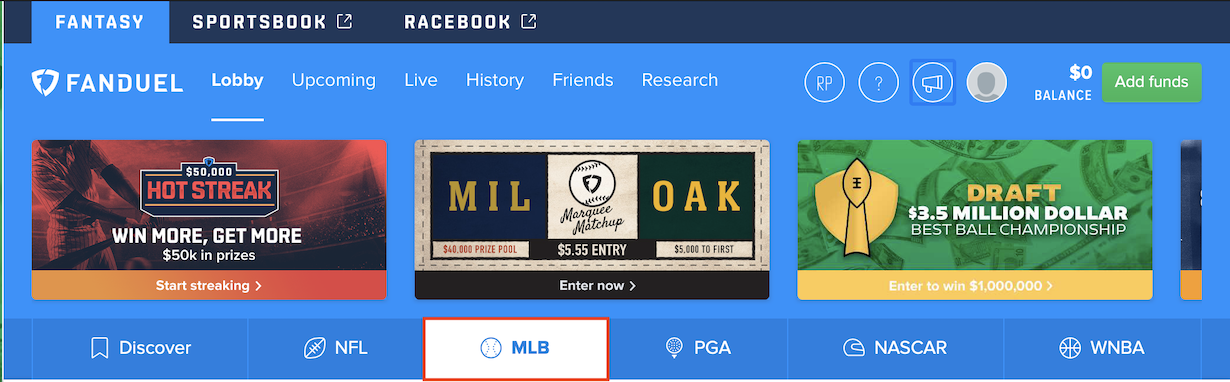 FANTASY SPORTSBOOK RACEBOOK
FANDUEL Lobby Upcoming Live History Friends Research RP ? $0 BALANCE Add funds
$50,000
HOT STREAK
WIN MORE, GET MORE
$50k in prizes
Start streaking >
MIL OAK
Marquee
Matchup
$40,000 PRIZE POOL $5.55 ENTRY $5,000 TO FIRST
Enter now >
DRAFT
$3.5 MILLION DOLLAR
BEST BALL CHAMPIONSHIP
Enter to win $1,000,000 >
Discover NFL MLB PGA NASCAR WNBA